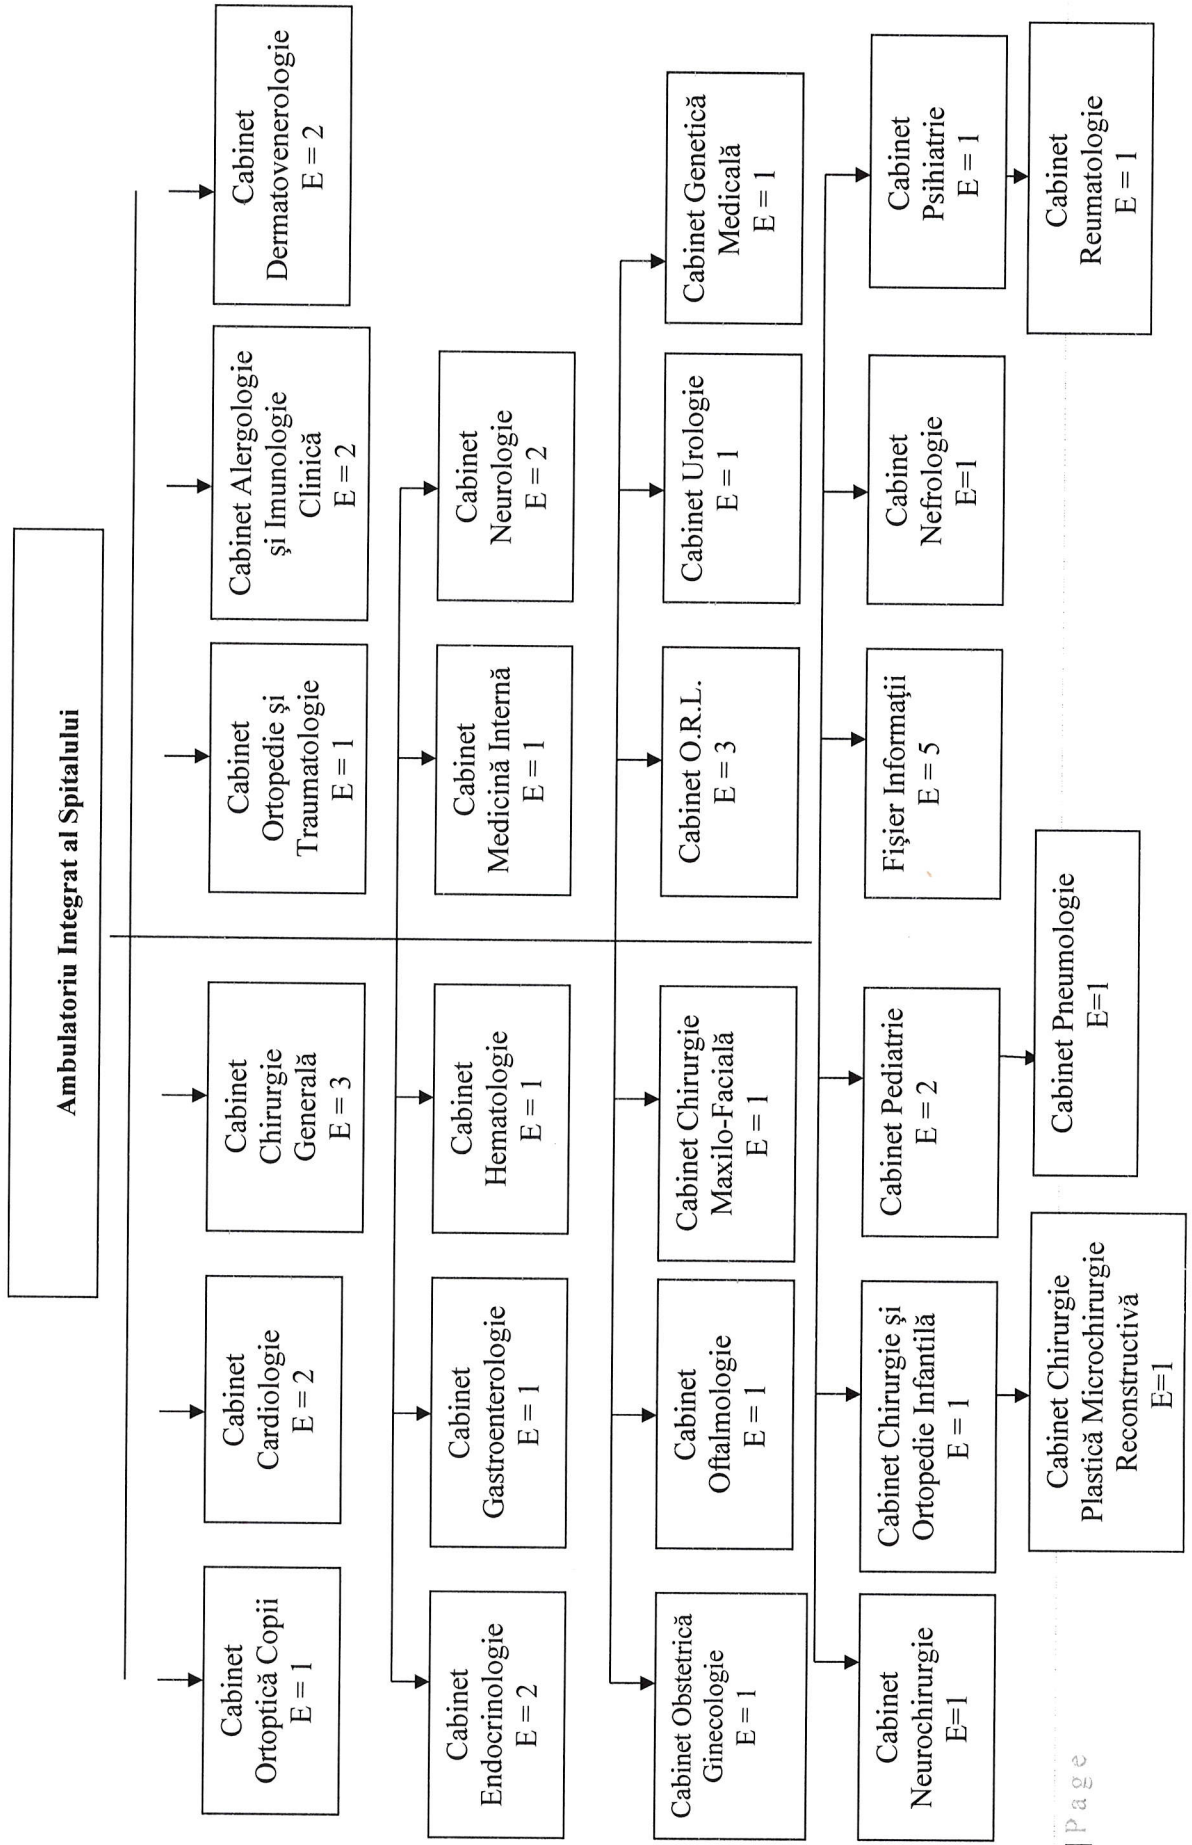 Ambulatoriu Integrat al Spitalului
Cabinet
Ortoptică Copii
E = 1
Cabinet
Cardiologie
E = 2
Cabinet
Chirurgie
Generală
E = 3
Cabinet
Ortopedie şi
Traumatologie
E = 1
Cabinet Alergologie
şi Imunologie
Clinică
E = 2
Cabinet
Dermatovenerologie
E = 2
Cabinet
Endocrinologie
E = 2
Cabinet
Gastroenterologie
E = 1
Cabinet
Hematologie
E = 1
Cabinet
Medicină Internă
E = 1
Cabinet
Neurologie
E = 2
Cabinet Obstetrică
Ginecologie
E = 1
Cabinet
Oftalmologie
E = 1
Cabinet Chirurgie
Maxilo-Facială
E = 1
Cabinet O.R.L.
E = 3
Cabinet Urologie
E = 1
Cabinet Genetică
Medicală
E = 1
Cabinet
Neurochirurgie
E=1
Cabinet Chirurgie şi
Ortopedie Infantilă
E = 1
Cabinet Pediatrie
E = 2
Fişier Informaţii
E = 5
Cabinet
Nefrologie
E=1
Cabinet
Psihiatrie
E = 1
Cabinet Chirurgie
Plastică Microchirurgie
Reconstructivă
E=1
Cabinet Pneumologie
E=1
Cabinet
Reumatologie
E = 1
| Page